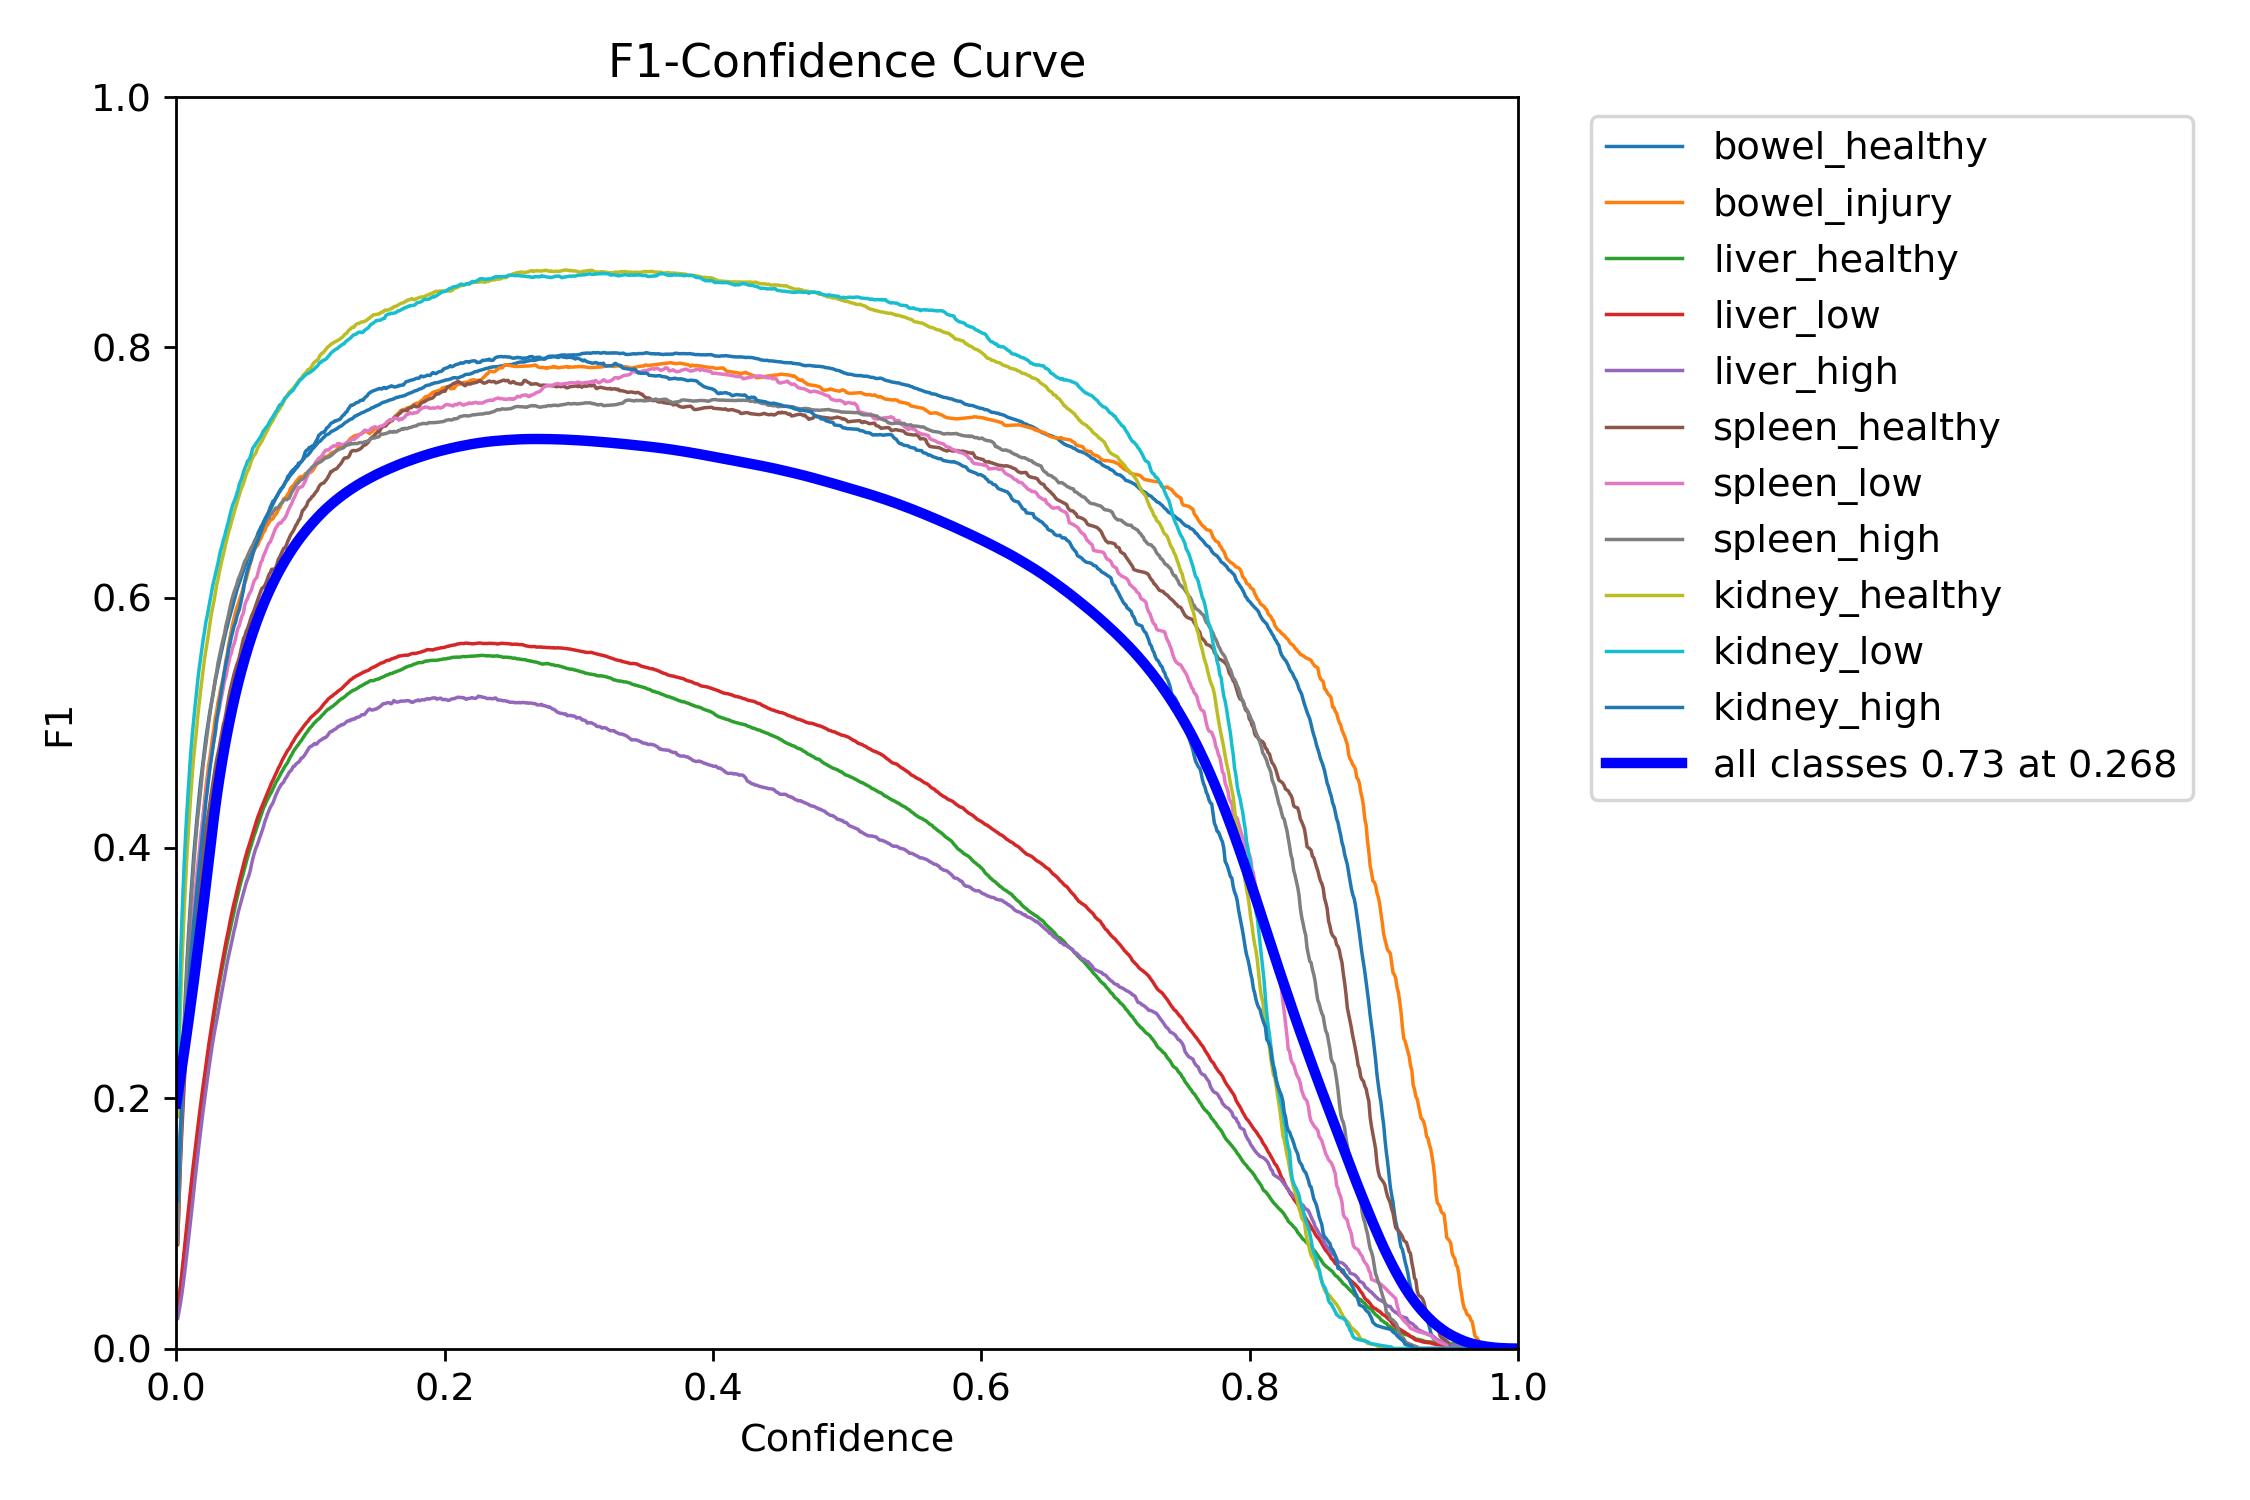 F1-Confidence Curve
1.0
0.8
0.6
0.4
0.2
0.0
F1
0.0 0.2 0.4 0.6 0.8 1.0
Confidence
bowel_healthy
bowel_injury
liver_healthy
liver_low
liver_high
spleen_healthy
spleen_low
spleen_high
kidney_healthy
kidney_low
kidney_high
all classes 0.73 at 0.268